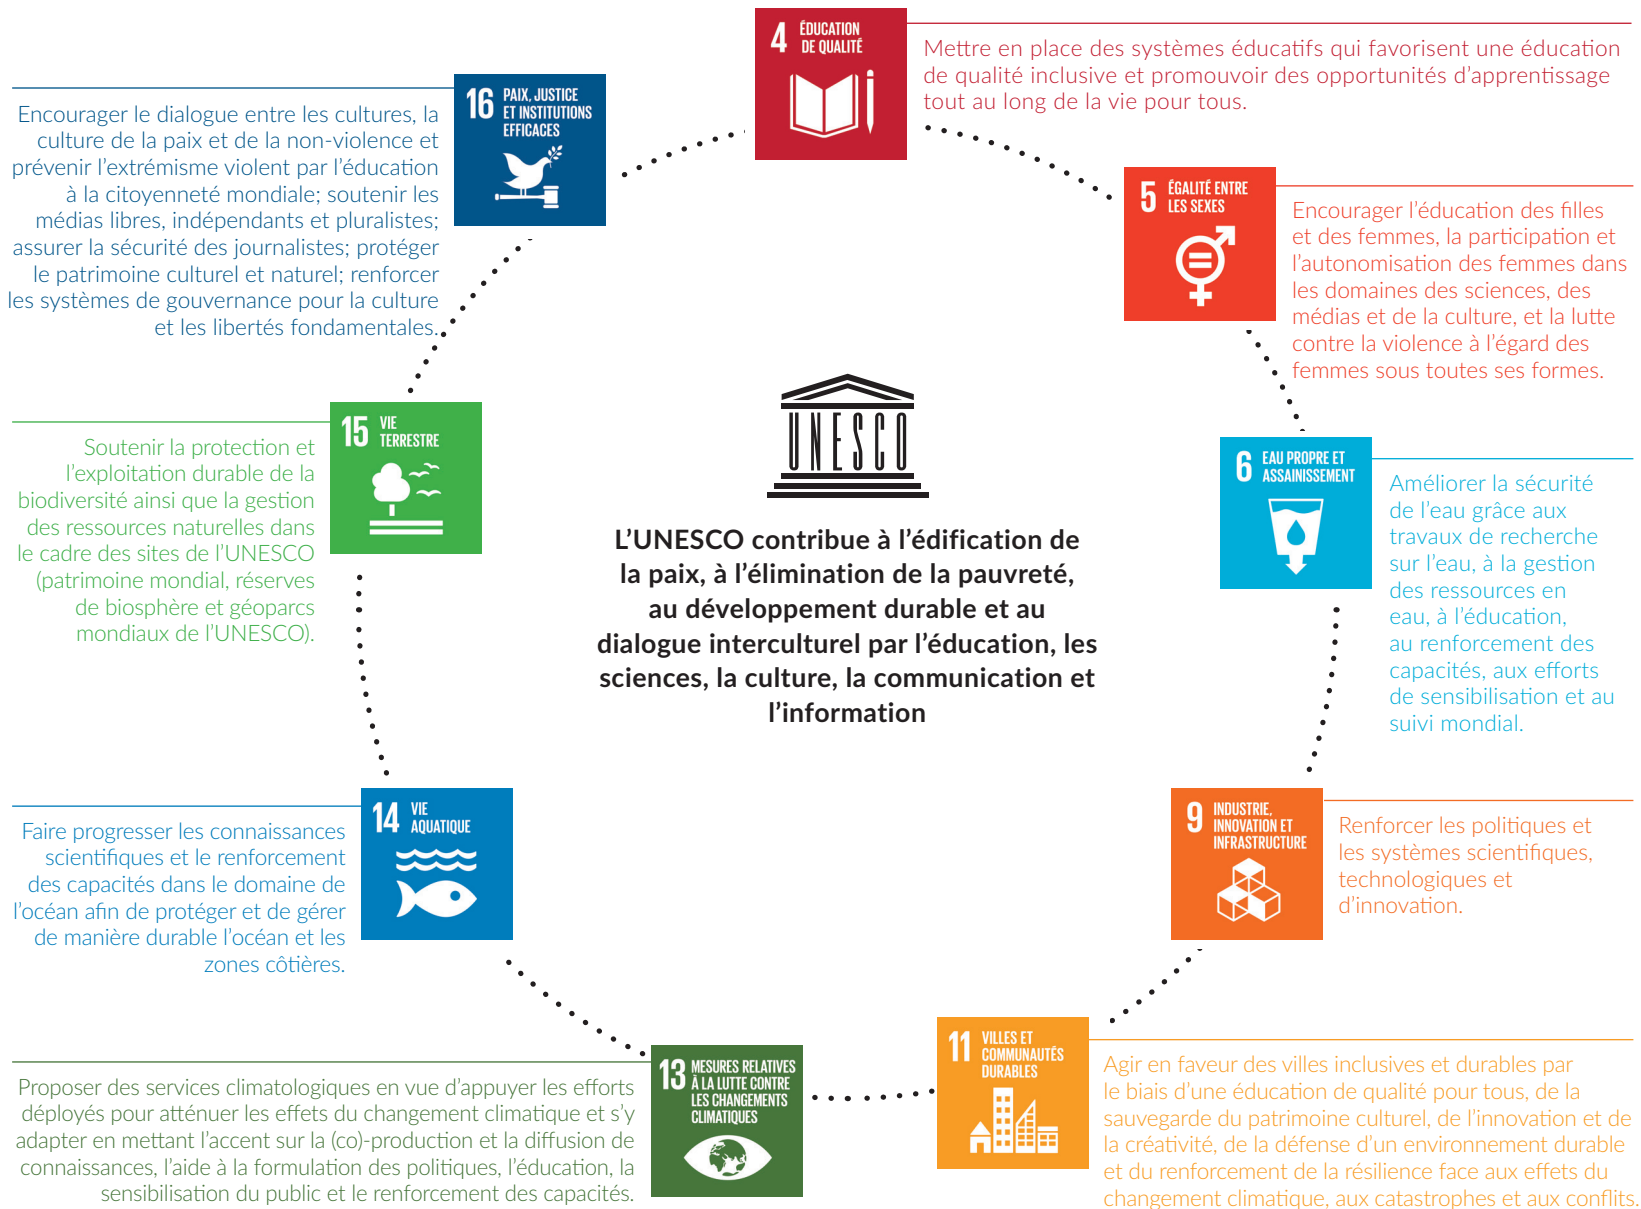 4 ÉDUCATION
DE QUALITÉ
Mettre en place des systèmes éducatifs qui favorisent une éducation
de qualité inclusive et promouvoir des opportunités d'apprentissage
tout au long de la vie pour tous.
5 ÉGALITÉ ENTRE
LES SEXES
Encourager l'éducation des filles
et des femmes, la participation et
l'autonomisation des femmes dans
les domaines des sciences, des
médias et de la culture, et la lutte
contre la violence à l'égard des
femmes sous toutes ses formes.
6 EAU PROPRE ET
ASSAINISSEMENT
Améliorer la sécurité
de l'eau grâce aux
travaux de recherche
sur l'eau, à la gestion
des ressources en
eau, à l'éducation,
au renforcement des
capacités, aux efforts
de sensibilisation et au
suivi mondial.
9 INDUSTRIE,
INNOVATION ET
INFRASTRUCTURE
Renforcer les politiques et
les systèmes scientifiques,
technologiques et
d'innovation.
11 VILLES ET
COMMUNAUTÉS
DURABLES
Agir en faveur des villes inclusives et durables par
le biais d'une éducation de qualité pour tous, de la
sauvegarde du patrimoine culturel, de l'innovation et de
la créativité, de la défense d'un environnement durable
et du renforcement de la résilience face aux effets du
changement climatique, aux catastrophes et aux conflits.
13 MESURES RELATIVES
À LA LUTTE CONTRE
LES CHANGEMENTS
CLIMATIQUES
Proposer des services climatologiques en vue d'appuyer les efforts
déployés pour atténuer les effets du changement climatique et s'y
adapter en mettant l'accent sur la (co)-production et la diffusion de
connaissances, l'aide à la formulation des politiques, l'éducation, la
sensibilisation du public et le renforcement des capacités.
14 VIE
AQUATIQUE
Faire progresser les connaissances
scientifiques et le renforcement
des capacités dans le domaine de
l'océan afin de protéger et de gérer
de manière durable l'océan et les
zones côtières.
15 VIE
TERRESTRE
Soutenir la protection et
l'exploitation durable de la
biodiversité ainsi que la gestion
des ressources naturelles dans
le cadre des sites de l'UNESCO
(patrimoine mondial, réserves
de biosphère et géoparcs
mondiaux de l'UNESCO).
16 PAIX, JUSTICE
ET INSTITUTIONS
EFFICACES
Encourager le dialogue entre les cultures, la
culture de la paix et de la non-violence et
prévenir l'extrémisme violent par l'éducation
à la citoyenneté mondiale; soutenir les
médias libres, indépendants et pluralistes;
assurer la sécurité des journalistes; protéger
le patrimoine culturel et naturel; renforcer
les systèmes de gouvernance pour la culture
et les libertés fondamentales.
UNESCO
L'UNESCO contribue à l'édification de
la paix, à l'élimination de la pauvreté,
au développement durable et au
dialogue interculturel par l'éducation, les
sciences, la culture, la communication et
l'information